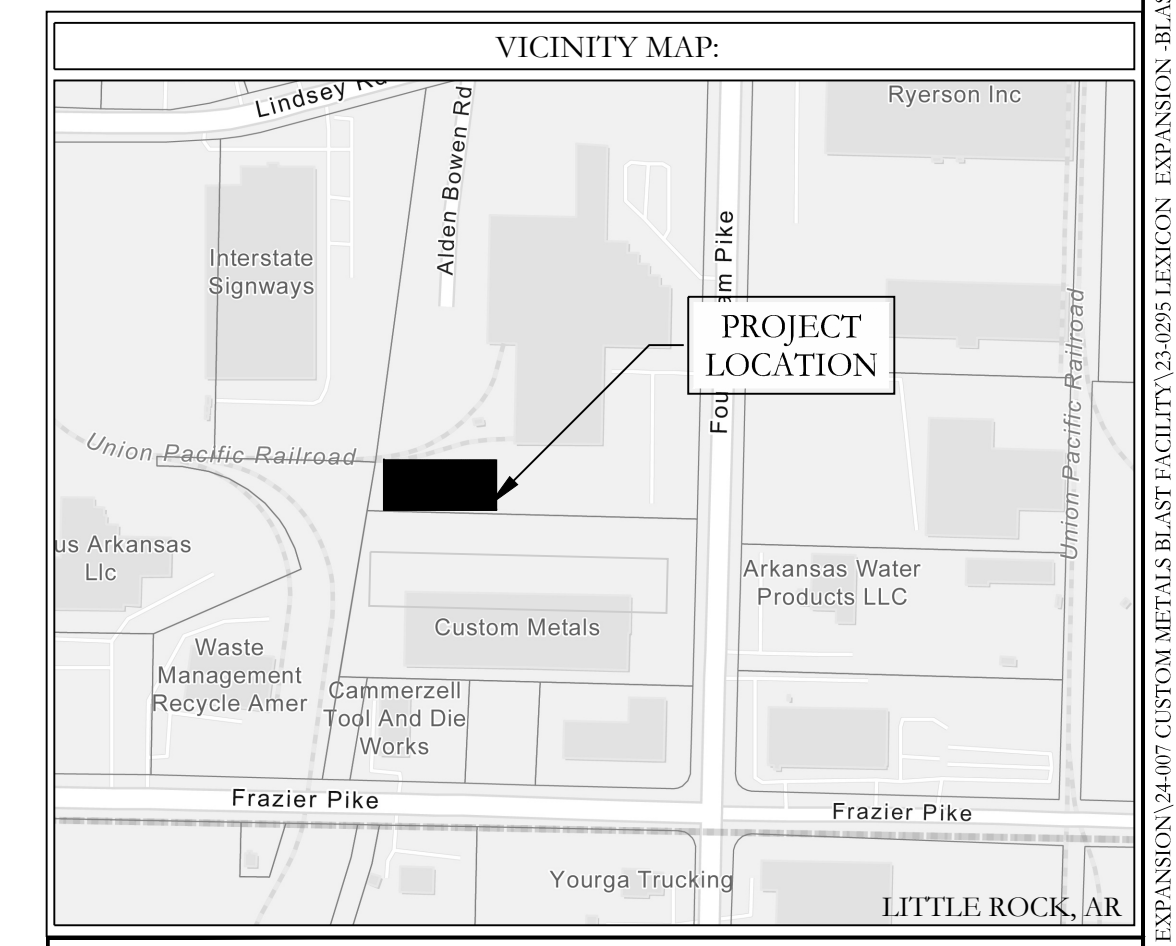 VICINITY MAP:
Lindsey
Ryerson Inc
Alden Bowen Rd
Interstate
Signways
PROJECT
LOCATION
Union Pacific Railroad
Union Pacific Railroad
us Arkansas
Llc
Arkansas Water
Products LLC
Custom Metals
Waste
Management
Recycle Amer
Cammerzell
Tool And Die
Works
Frazier Pike
Frazier Pike
Yourga Trucking
LITTLE ROCK, AR
Fou am Pike
EXPANSION\24-007 CUSTOM METALS BLAST FACILITY\23-0295 LEXICON EXPANSION -BLAS